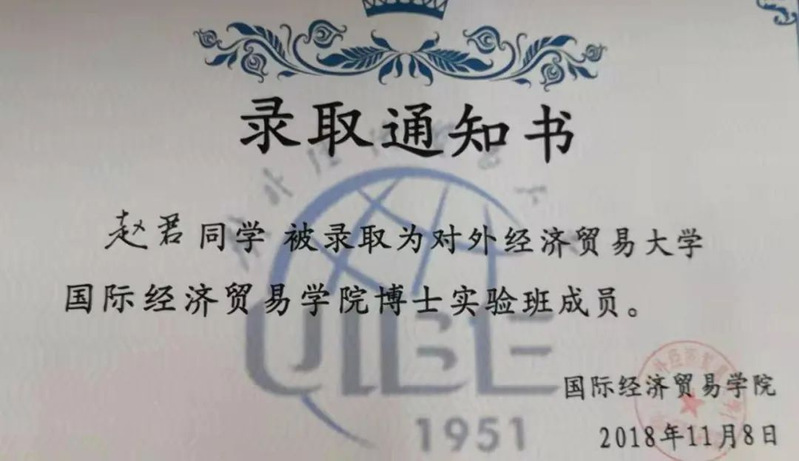 录取通知书
赵君同学 被录取为对外经济贸易大学
国际经济贸易学院博士实验班成员。
UIBE
1951
国际经济贸易学院
2018年11月8日